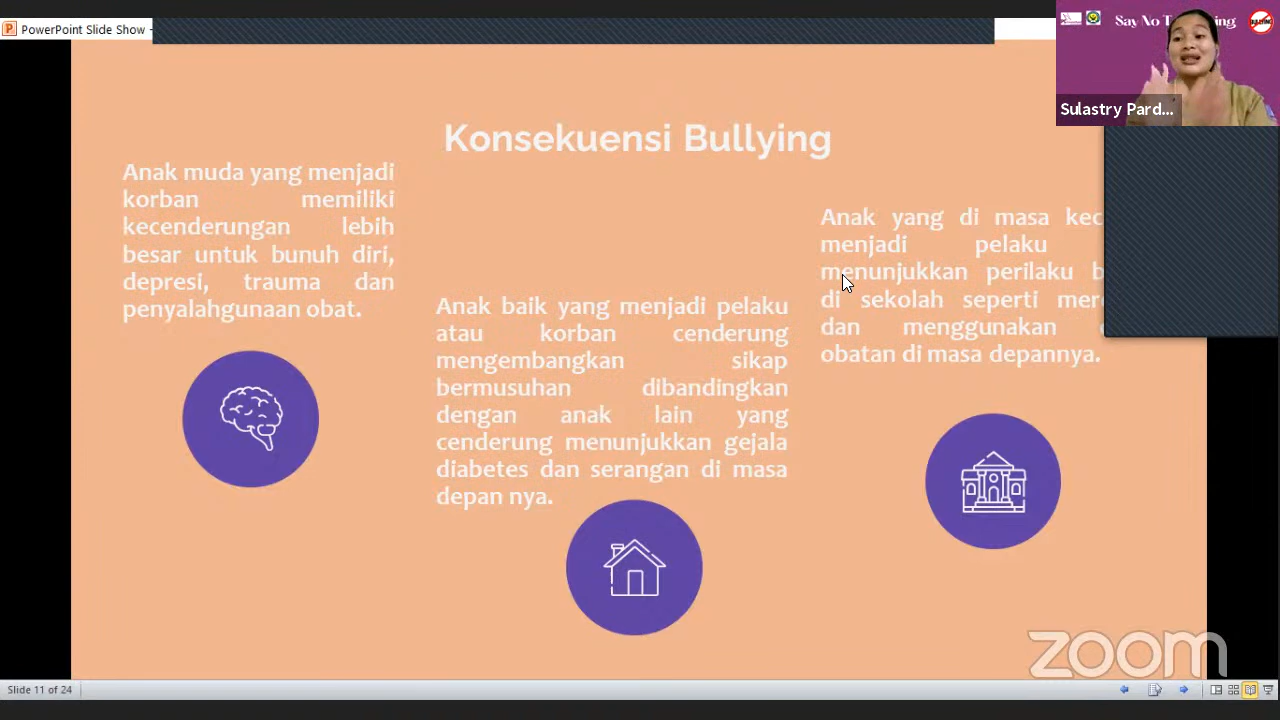 PowerPoint Slide Show -
Say No T
Sulastry Pard...
Konsekuensi Bullying
Anak muda yang menjadi
korban memiliki
kecenderungan lebih
besar untuk bunuh diri,
depresi, trauma dan
penyalahgunaan obat.
Anak baik yang menjadi pelaku
atau korban cenderung
mengembangkan sikap
bermusuhan dibandingkan
dengan anak lain yang
cenderung menunjukkan gejala
diabetes dan serangan di masa
depan nya.
Anak yang di masa kec
menjadi pelaku
menunjukkan perilaku b
di sekolah seperti mer
dan menggunakan
obatan di masa depannya.
zoom
Slide 11 of 24